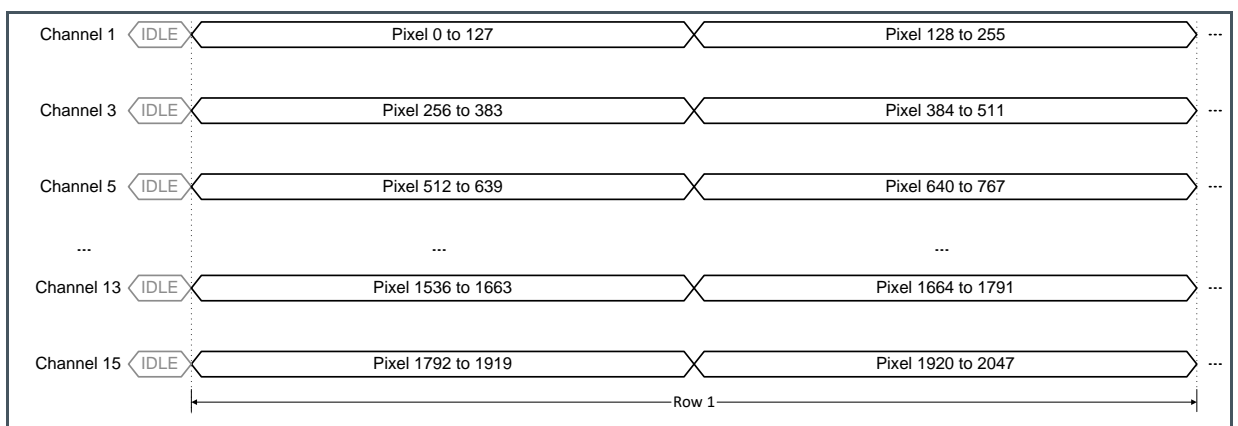 Channel 1 IDLE Pixel 0 to 127 Pixel 128 to 255 ---
Channel 3 IDLE Pixel 256 to 383 Pixel 384 to 511 ---
Channel 5 IDLE Pixel 512 to 639 Pixel 640 to 767 ---
--- --- ---
Channel 13 IDLE Pixel 1536 to 1663 Pixel 1664 to 1791 ---
Channel 15 IDLE Pixel 1792 to 1919 Pixel 1920 to 2047 ---
Row 1